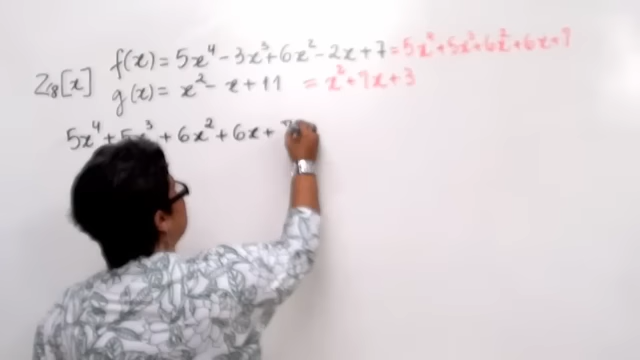 f(x) = 5x⁴ - 3x³ + 6x² - 2x + 7 = 5x⁴ + 5x³ + 6x² + 6x + 7
Z₈[x] g(x) = x² - x + 11 = x² + 7x + 3
5x⁴ + 5x³ + 6x² + 6x +